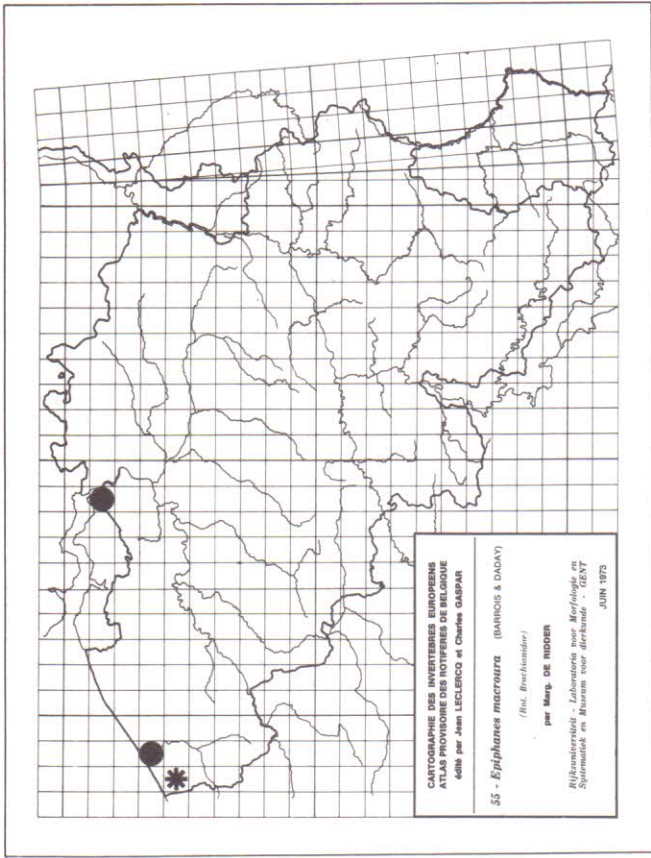 CARTOGRAPHIE DES INVERTEBRES EUROPEENS
ATLAS PROVISOIRE DES ROTIFERES DE BELGIQUE
édité par Jean LECLERCQ et Charles GASPAR
55 - Epiphanes macroura (BARROIS & DADAY)
(Rot. Brachionidae)
par Marg. DE RIDDER
Rijksuniversiteit - Laboratoria voor Morfologie en
Systematiek en Museum voor dierkunde - GENT
JUIN 1973